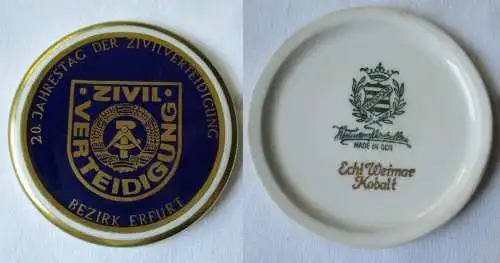 20. JAHRESTAG DER ZIVILVERTEIDIGUNG
ZIVIL
VERTEIDIGUNG
BEZIRK ERFURT
MADE IN GDR
Echt Weimar
Kobalt